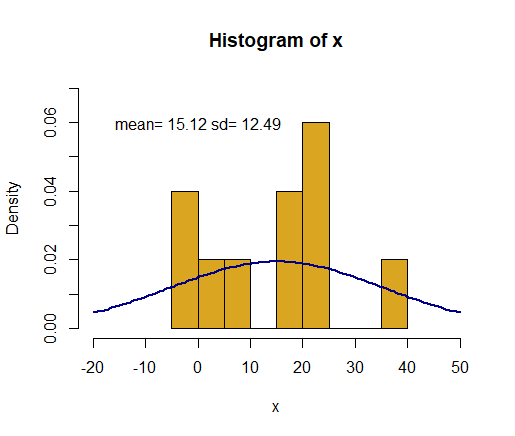 Histogram of x
mean= 15.12 sd= 12.49
Density
0.00 0.02 0.04 0.06
-20 -10 0 10 20 30 40 50
x